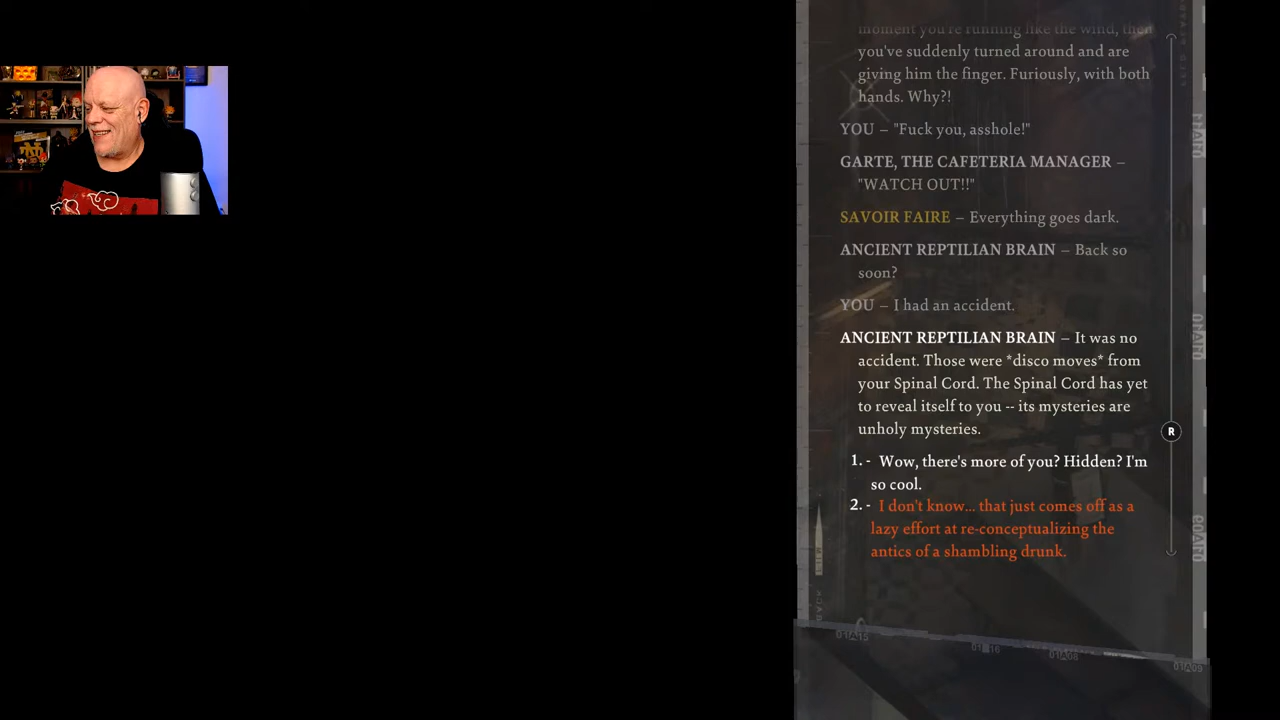 moment you're running like the wind, then
you've suddenly turned around and are
giving him the finger. Furiously, with both
hands. Why?!
YOU – "Fuck you, asshole!"
GARTE, THE CAFETERIA MANAGER –
"WATCH OUT!!"
SAVOIR FAIRE – Everything goes dark.
ANCIENT REPTILIAN BRAIN – Back so
soon?
YOU – I had an accident.
ANCIENT REPTILIAN BRAIN – It was no
accident. Those were *disco moves* from
your Spinal Cord. The Spinal Cord has yet
to reveal itself to you -- its mysteries are
unholy mysteries.
R
1. - Wow, there's more of you? Hidden? I'm
so cool.
2. - I don't know... that just comes off as a
lazy effort at re-conceptualizing the
antics of a shambling drunk.
01A15
01A08
01A09